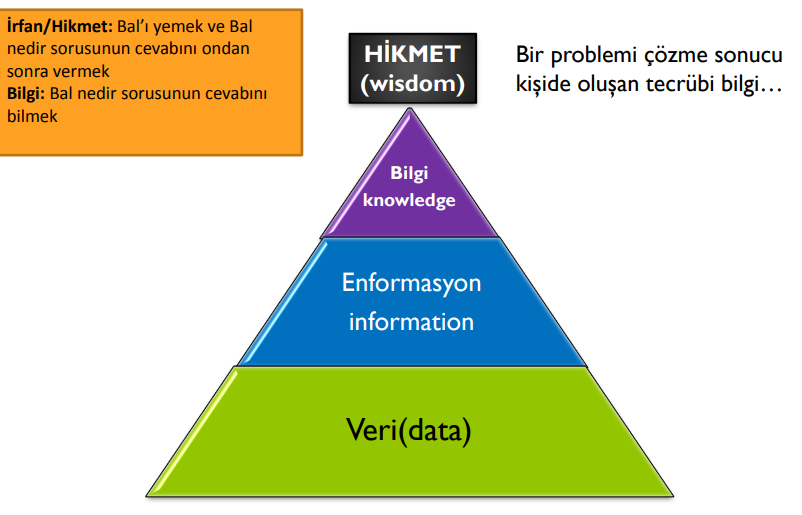 İrfan/Hikmet: Bal’ı yemek ve Bal
nedir sorusunun cevabını ondan
sonra vermek
Bilgi: Bal nedir sorusunun cevabını
bilmek
HİKMET
(wisdom)
Bir problemi çözme sonucu
kişide oluşan tecrübi bilgi…
Bilgi
knowledge
Enformasyon
information
Veri(data)